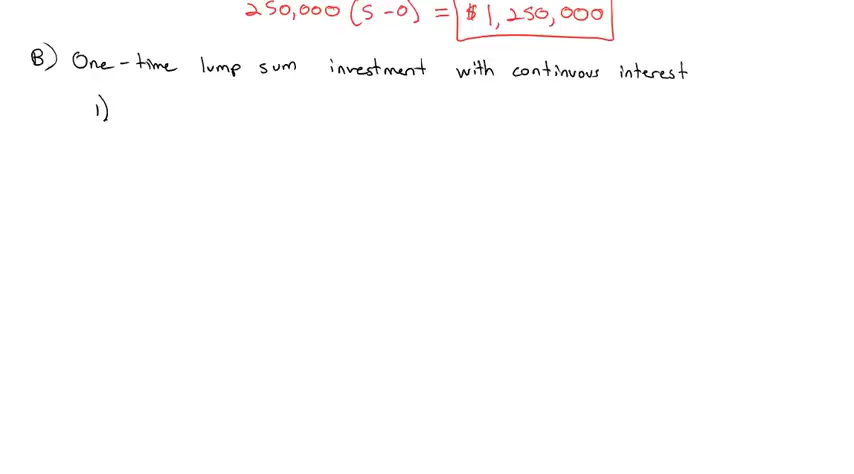 250,000 (5-0) = $1,250,000
B) One-time lump sum investment with continuous interest
1)